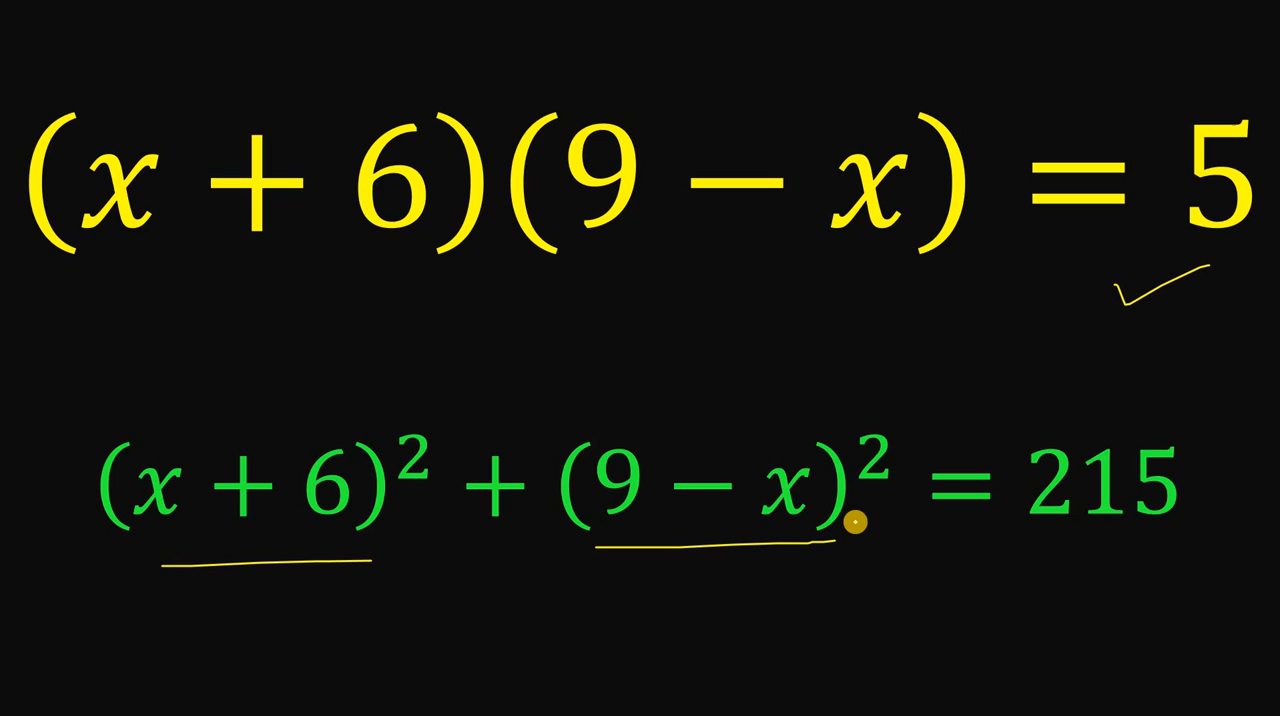 (x + 6)(9 − x) = 5
(x + 6)² + (9 − x)² = 215